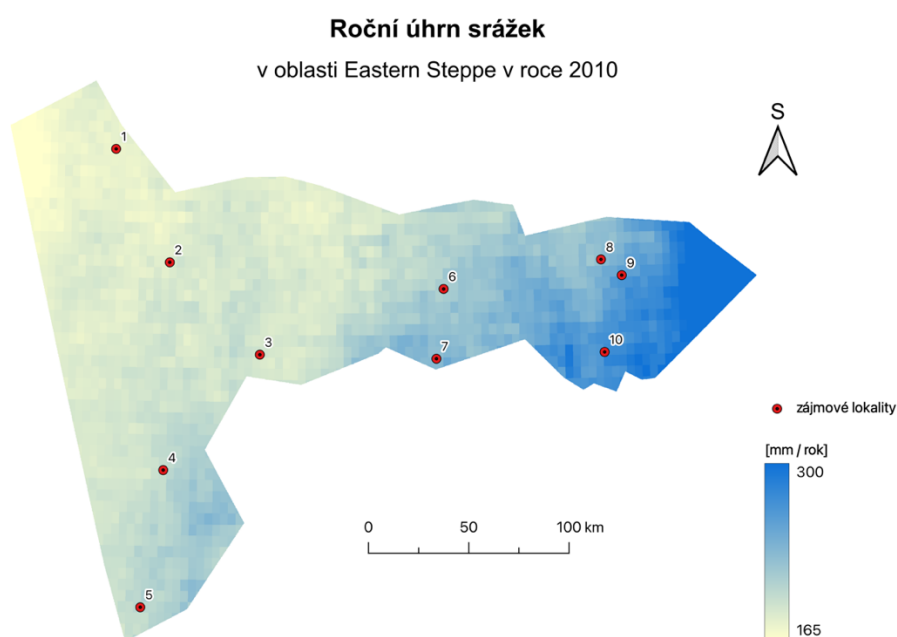 Roční úhrn srážek
v oblasti Eastern Steppe v roce 2010
S
1
2
3
4
5
6
7
8
9
10
zájmové lokality
[mm / rok]
300
165
0 50 100 km